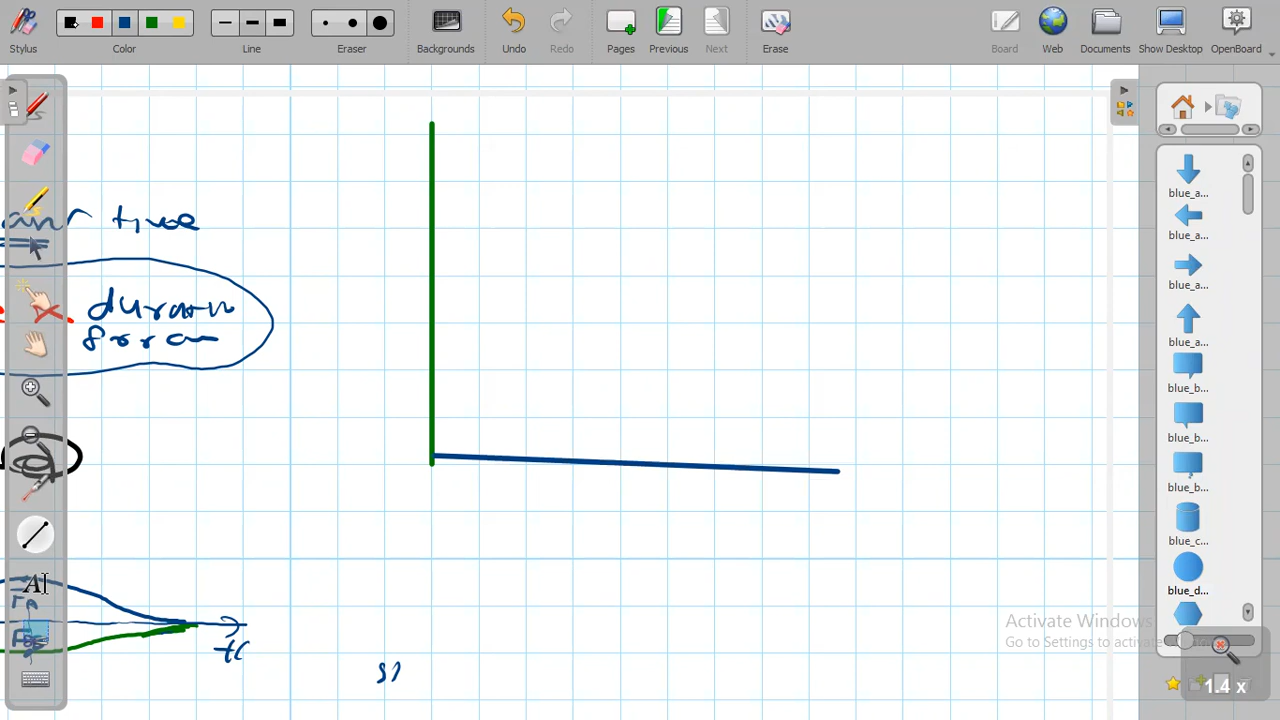 Stylus
Color
Line
Eraser
Backgrounds
Undo
Redo
Pages
Previous
Next
Erase
Board
Web
Documents
Show Desktop
OpenBoard
time
blue_a...
blue_a...
blue_a...
blue_a...
blue_b...
blue_b...
blue_b...
blue_c...
blue_d...
Activate Windows
Go to Settings to activate
1.4 x